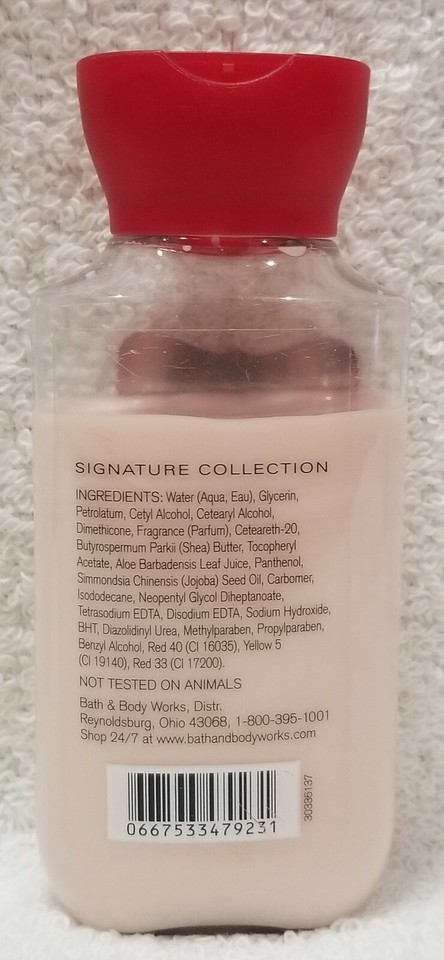 SIGNATURE COLLECTION
INGREDIENTS: Water (Aqua, Eau), Glycerin,
Petrolatum, Cetyl Alcohol, Cetearyl Alcohol,
Dimethicone, Fragrance (Parfum), Ceteareth-20,
Butyrospermum Parkii (Shea) Butter, Tocopheryl
Acetate, Aloe Barbadensis Leaf Juice, Panthenol,
Simmondsia Chinensis (Jojoba) Seed Oil, Carbomer,
Isododecane, Neopentyl Glycol Diheptanoate,
Tetrasodium EDTA, Disodium EDTA, Sodium Hydroxide,
BHT, Diazolidinyl Urea, Methylparaben, Propylparaben,
Benzyl Alcohol, Red 40 (CI 16035), Yellow 5
(CI 19140), Red 33 (CI 17200).
NOT TESTED ON ANIMALS
Bath & Body Works, Distr.
Reynoldsburg, Ohio 43068, 1-800-395-1001
Shop 24/7 at www.bathandbodyworks.com
0667533479231
30336137